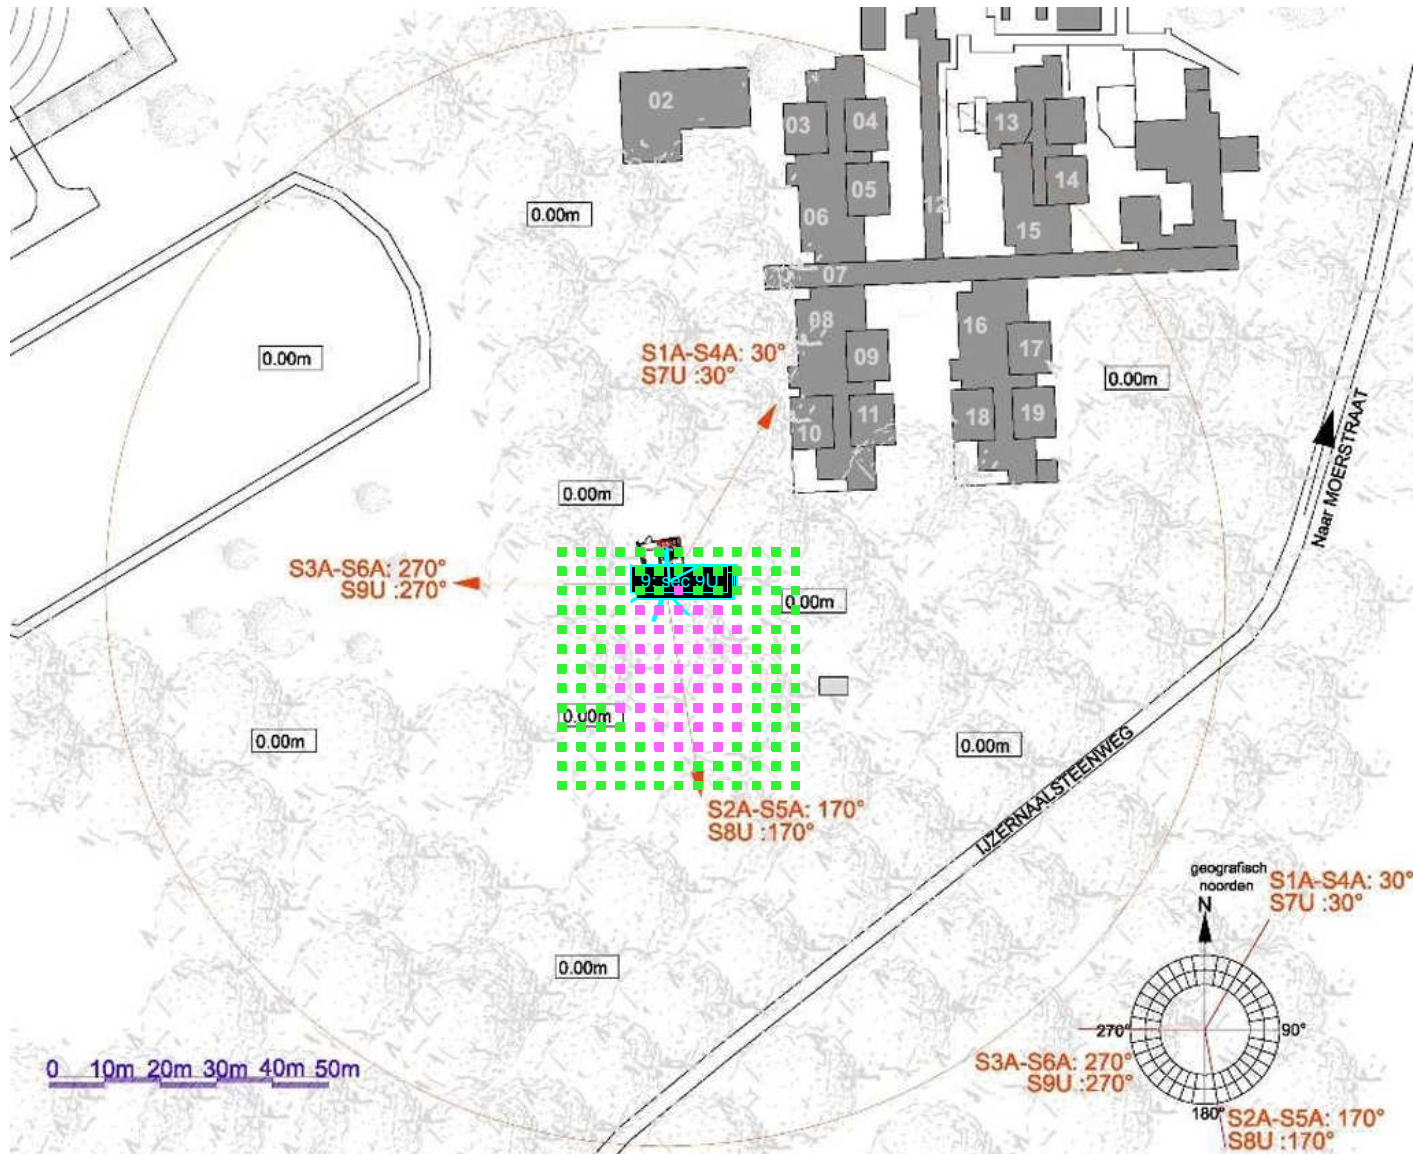 02
03
04
13
05
14
06
12
15
0.00m
07
08
16
09
17
S1A-S4A: 30°
S7U :30°
0.00m
0.00m
10
11
18
19
Naar MOERSTRAAT
0.00m
S3A-S6A: 270°
S9U :270°
9: sec 9U
0.00m
0.00m
0.00m
0.00m
IJZERNAALSTEENWEG
S2A-S5A: 170°
S8U :170°
0.00m
geografisch
noorden
N
S1A-S4A: 30°
S7U :30°
270°
90°
S3A-S6A: 270°
S9U :270°
180°
S2A-S5A: 170°
S8U :170°
0 10m 20m 30m 40m 50m